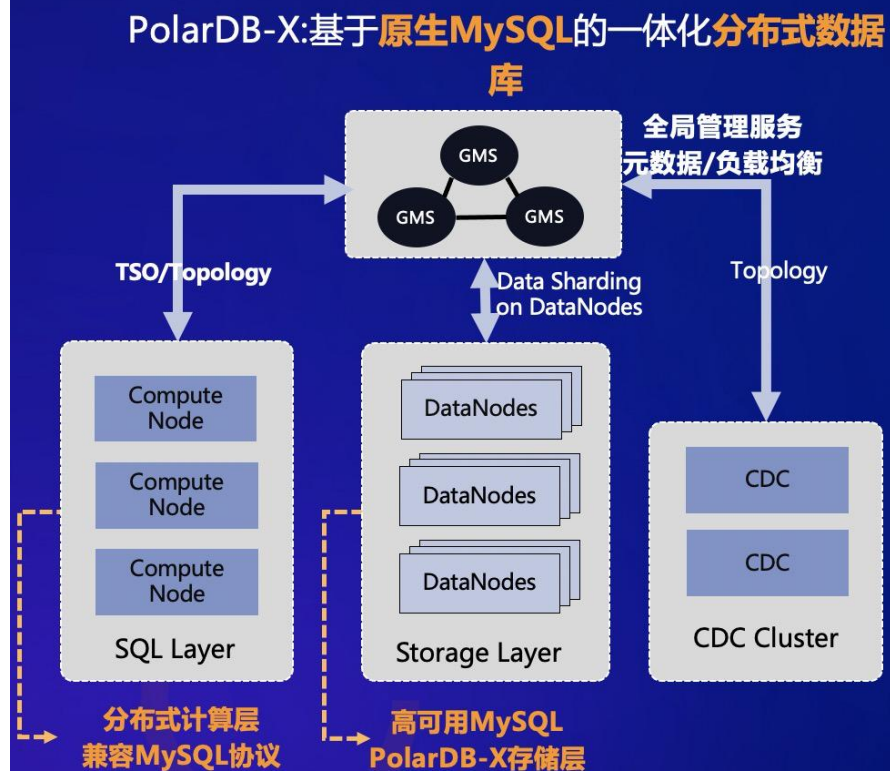 PolarDB-X:基于原生MySQL的一体化分布式数据
库
全局管理服务
元数据/负载均衡
GMS
GMS
GMS
TSO/Topology
Data Sharding
on DataNodes
Topology
Compute
Node
Compute
Node
Compute
Node
SQL Layer
DataNodes
DataNodes
DataNodes
Storage Layer
CDC
CDC
CDC Cluster
分布式计算层
兼容MySQL协议
高可用MySQL
PolarDB-X存储层